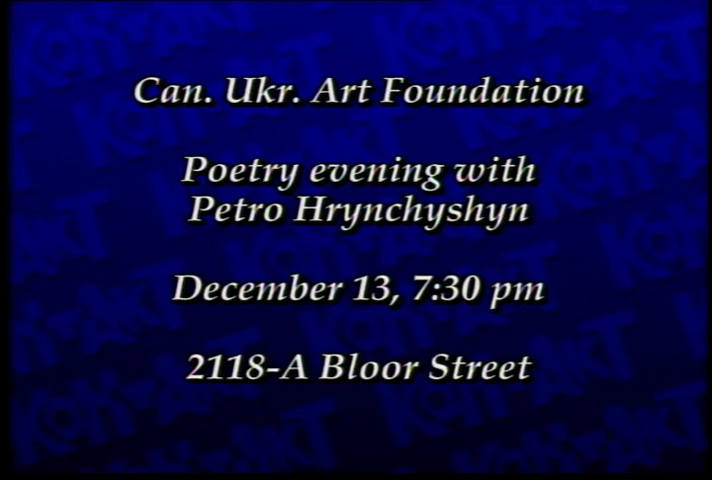 Can. Ukr. Art Foundation
Poetry evening with
Petro Hrynchyshyn
December 13, 7:30 pm
2118-A Bloor Street